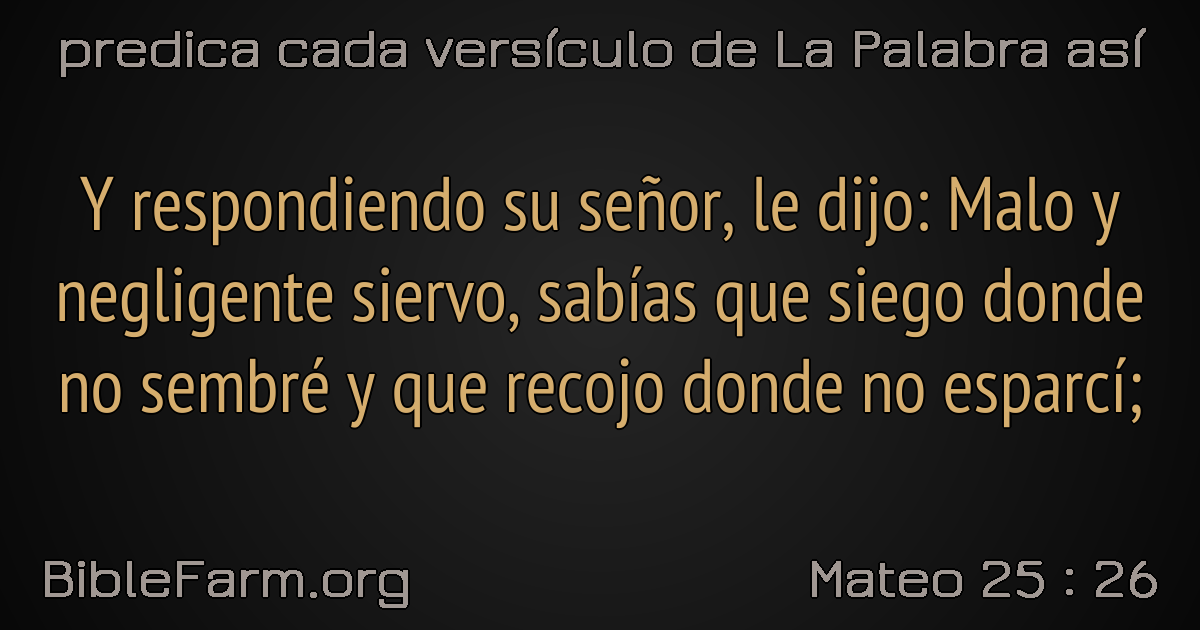 predica cada versículo de La Palabra así
Y respondiendo su señor, le dijo: Malo y
negligente siervo, sabías que siego donde
no sembré y que recojo donde no esparcí;
BibleFarm.org
Mateo 25 : 26